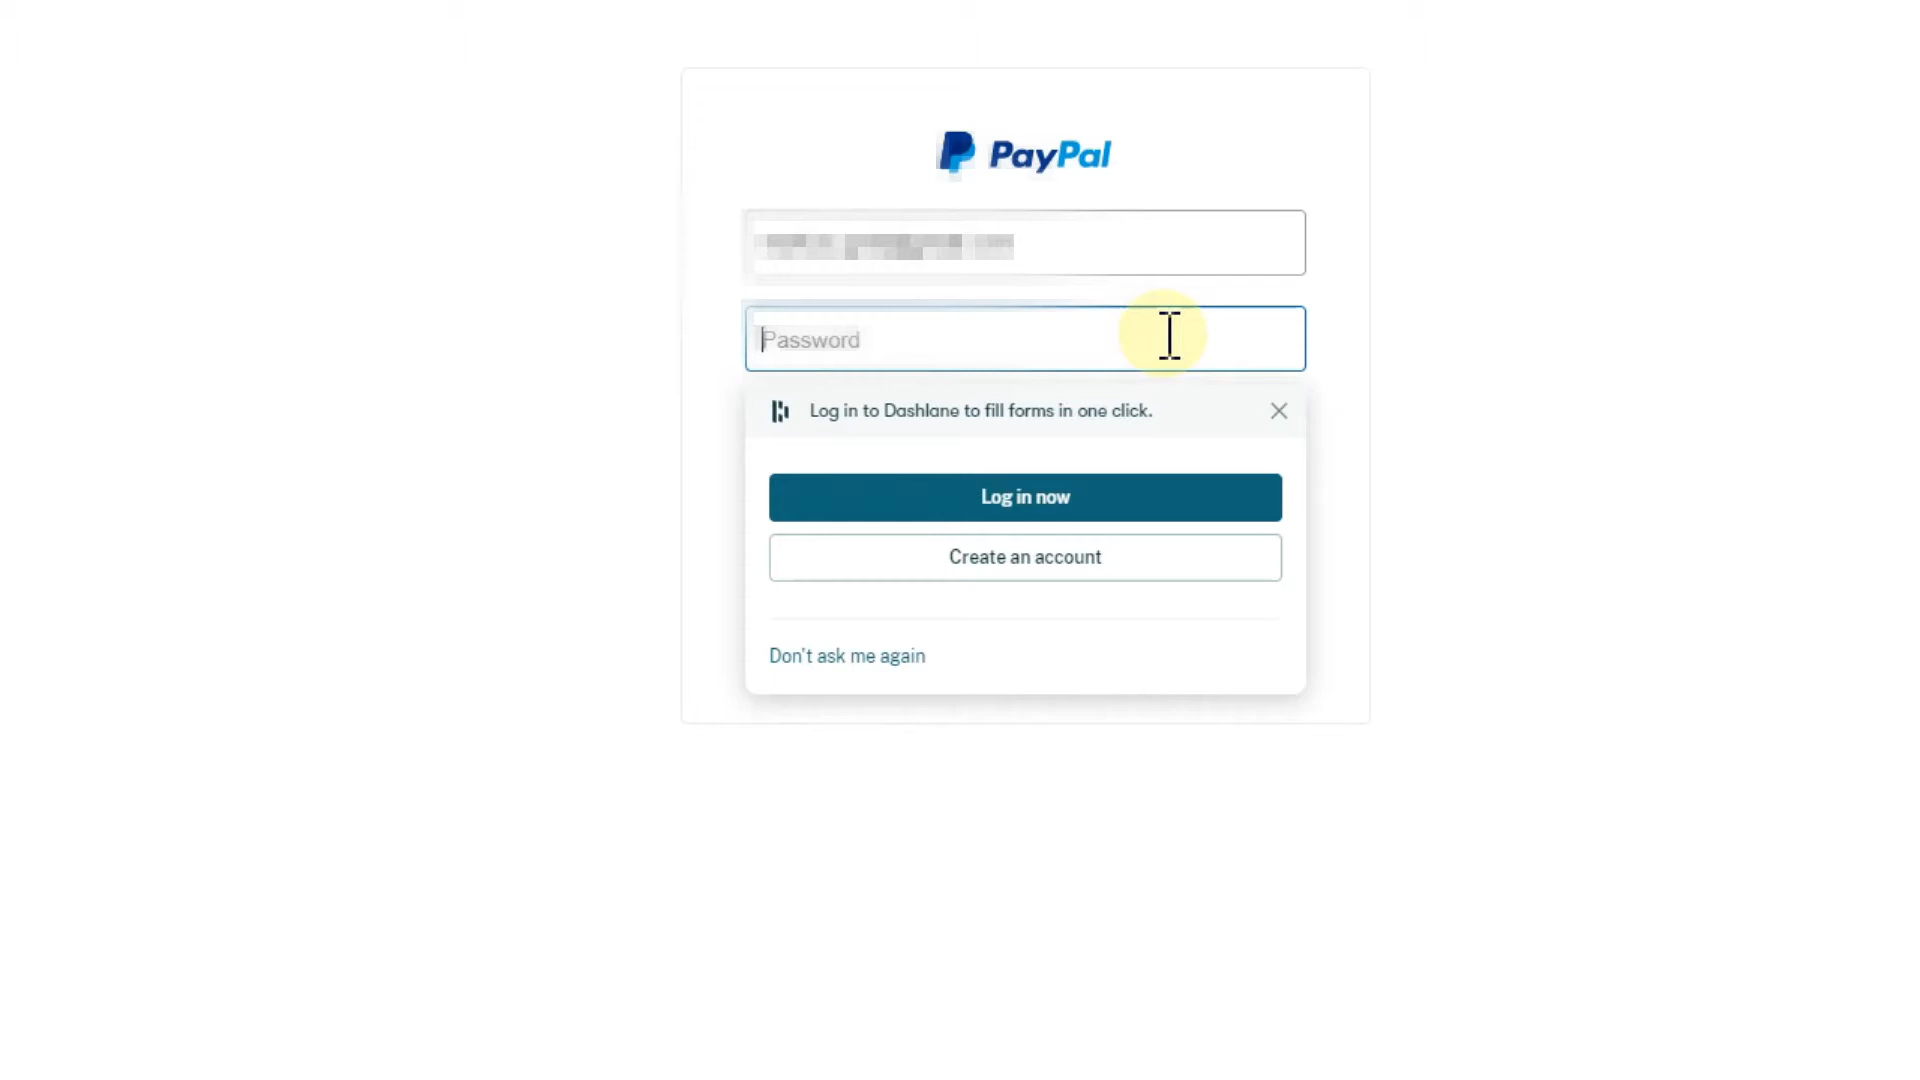 PayPal
Password
Log in to Dashlane to fill forms in one click.
Log in now
Create an account
Don't ask me again